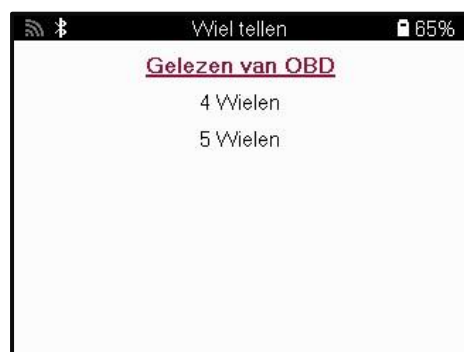 Wiel tellen 65%
Gelezen van OBD
4 Wielen
5 Wielen